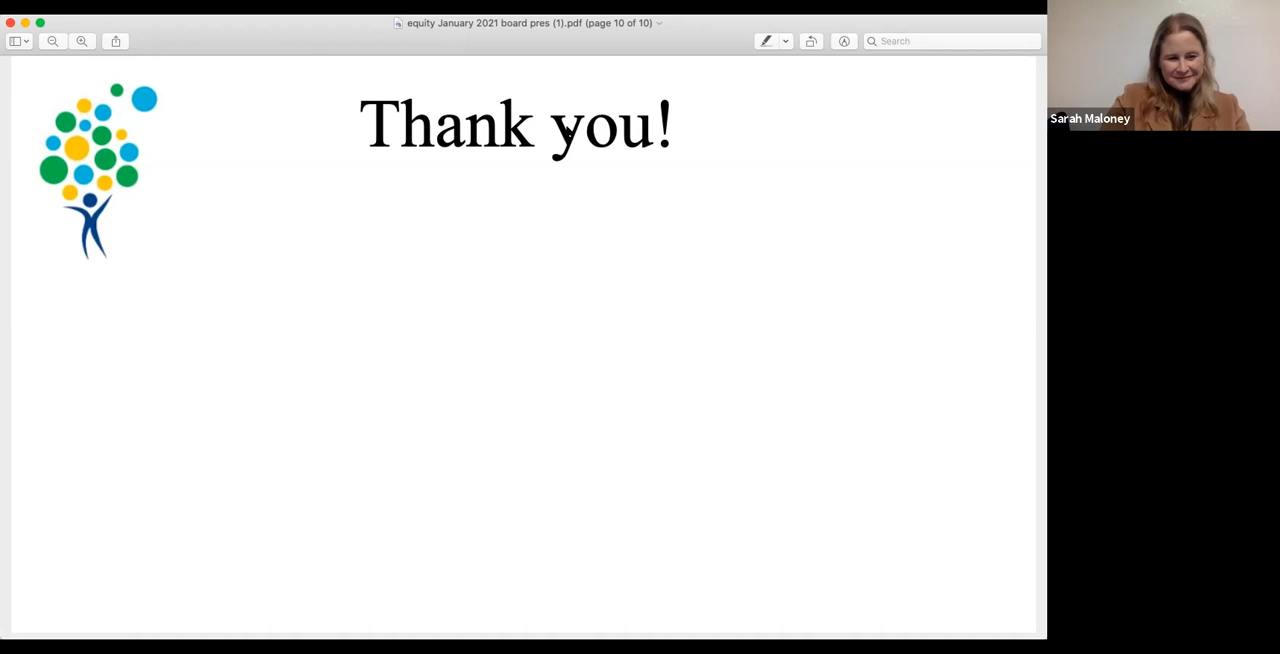 equity January 2021 board pres (1).pdf (page 10 of 10)
Search
Thank you!
Sarah Maloney